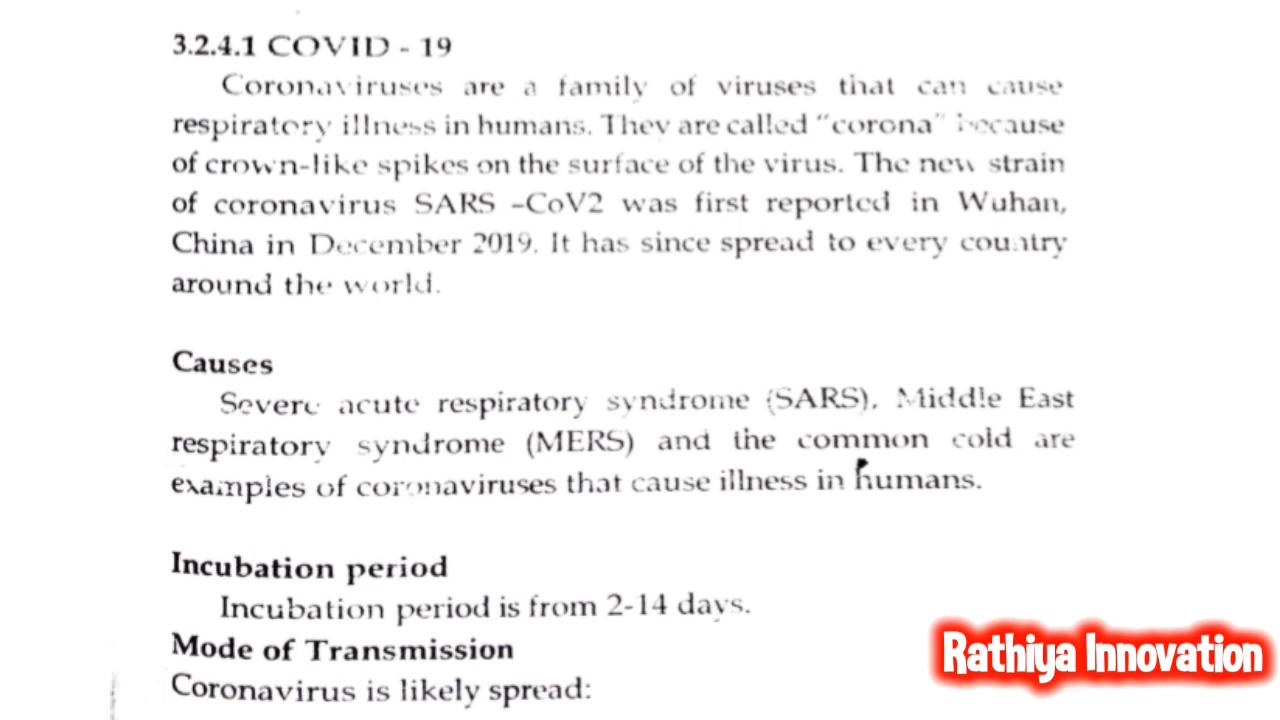 3.2.4.1 COVID - 19
Coronaviruses are a family of viruses that can cause
respiratory illness in humans. They are called "corona" because
of crown-like spikes on the surface of the virus. The new strain
of coronavirus SARS –CoV2 was first reported in Wuhan,
China in December 2019. It has since spread to every country
around the world.
Causes
Severe acute respiratory syndrome (SARS), Middle East
respiratory syndrome (MERS) and the common cold are
examples of coronaviruses that cause illness in humans.
Incubation period
Incubation period is from 2-14 days.
Mode of Transmission
Coronavirus is likely spread:
Rathiya Innovation